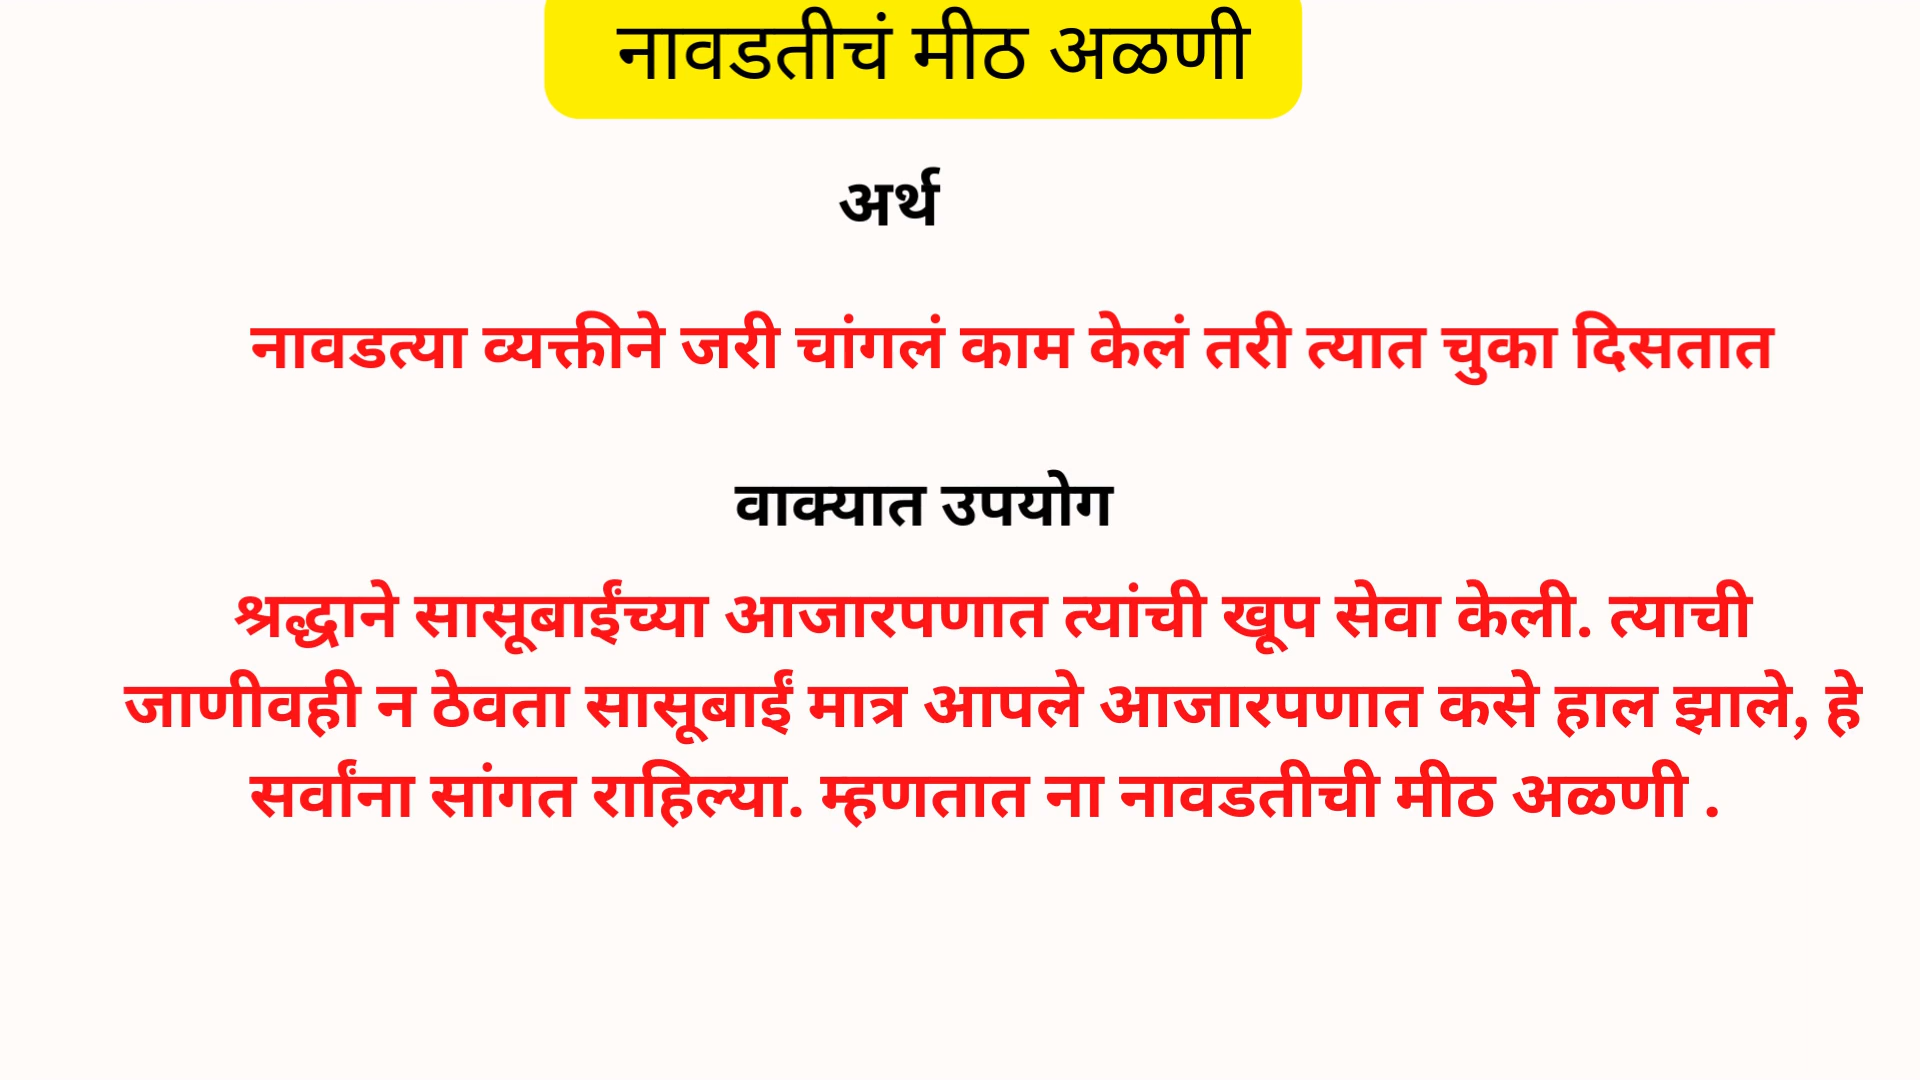 नावडतीचं मीठ अळणी
अर्थ
नावडत्या व्यक्तीने जरी चांगलं काम केलं तरी त्यात चुका दिसतात
वाक्यात उपयोग
श्रद्धाने सासूबाईंच्या आजारपणात त्यांची खूप सेवा केली. त्याची
जाणीवही न ठेवता सासूबाईं मात्र आपले आजारपणात कसे हाल झाले, हे
सर्वांना सांगत राहिल्या. म्हणतात ना नावडतीची मीठ अळणी .